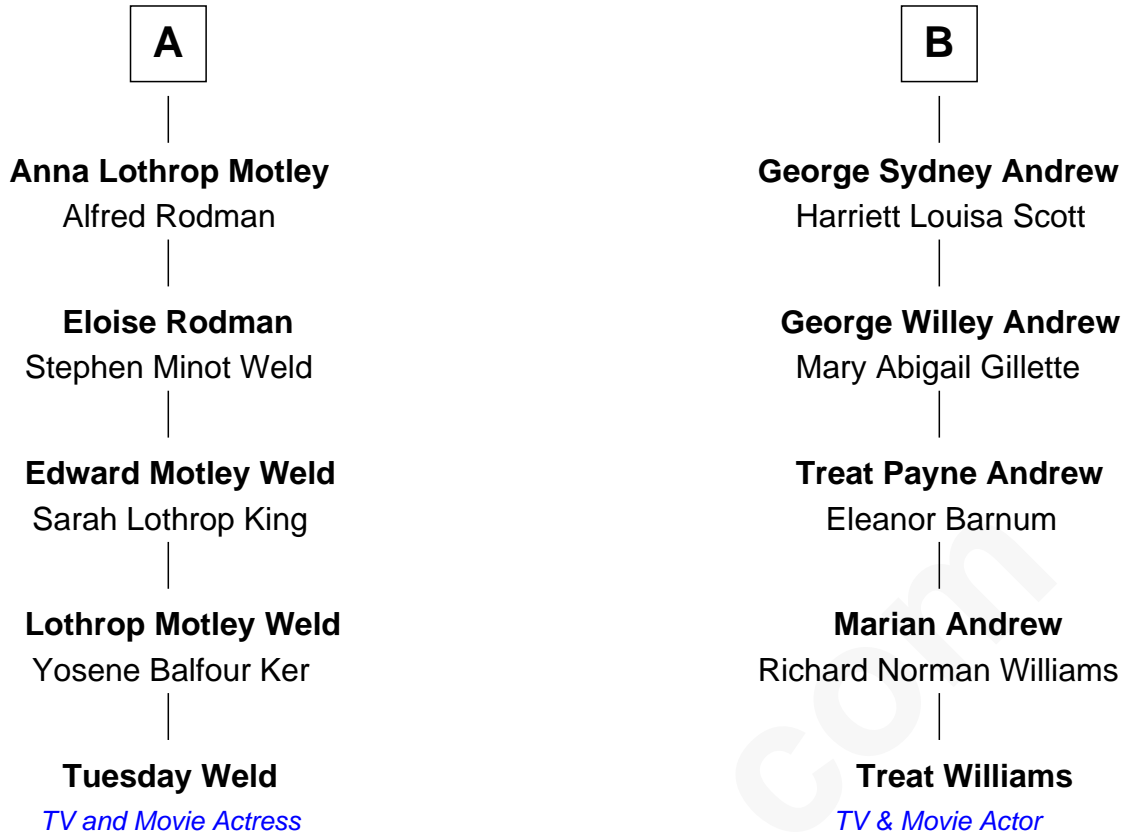 A
Anna Lothrop Motley
Alfred Rodman
Eloise Rodman
Stephen Minot Weld
Edward Motley Weld
Sarah Lothrop King
Lothrop Motley Weld
Yosene Balfour Ker
Tuesday Weld
TV and Movie Actress
B
George Sydney Andrew
Harriett Louisa Scott
George Willey Andrew
Mary Abigail Gillette
Treat Payne Andrew
Eleanor Barnum
Marian Andrew
Richard Norman Williams
Treat Williams
TV & Movie Actor
com